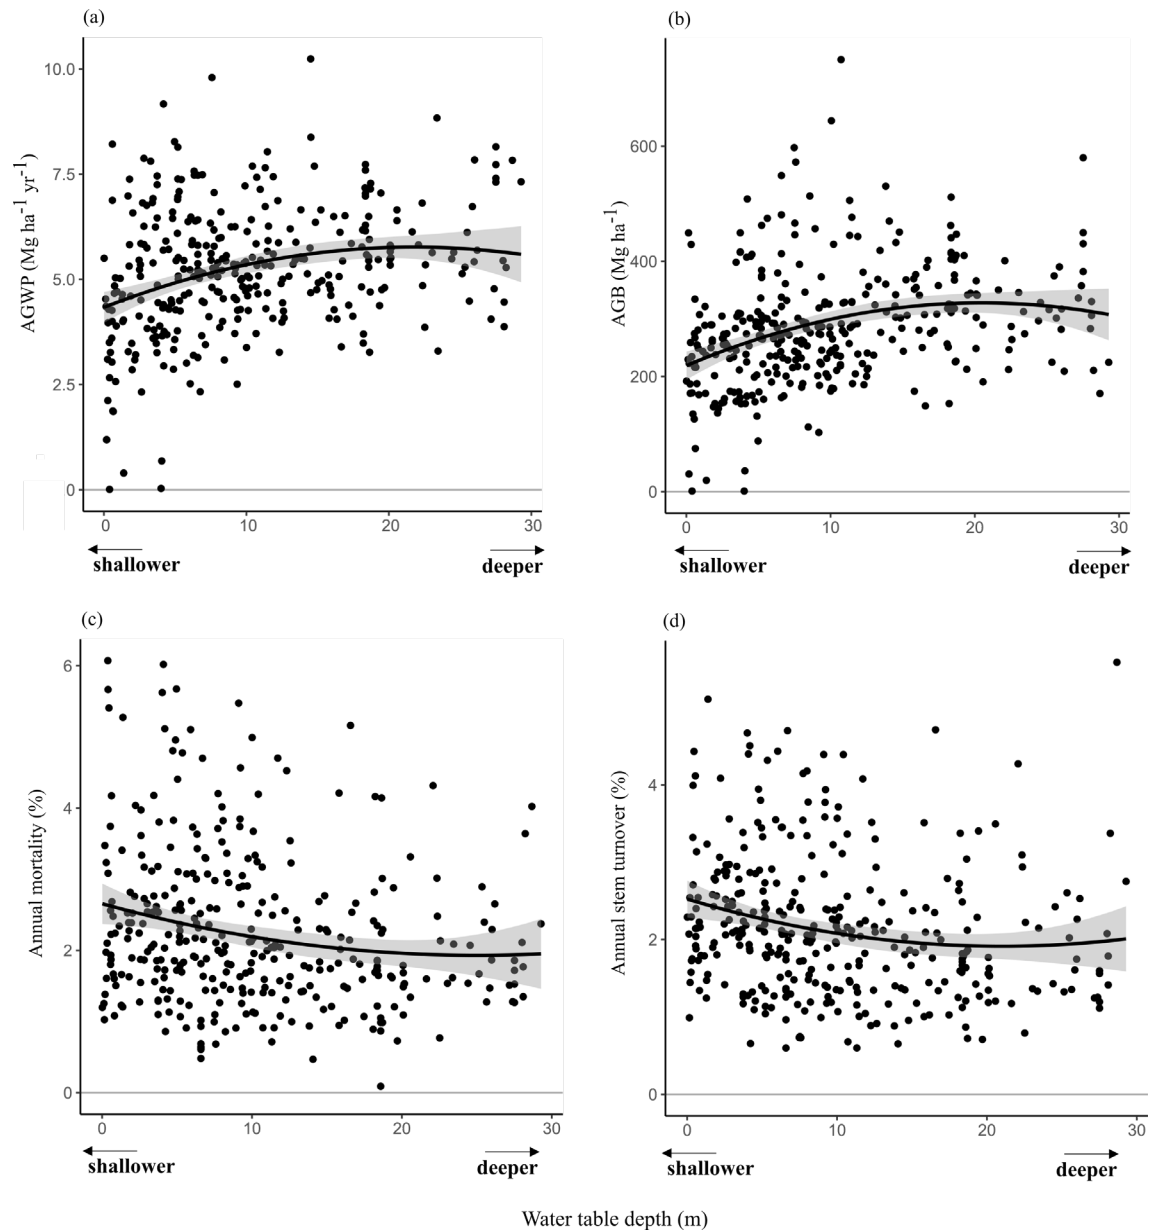 (a)
AGWP (Mg ha-1 yr-1)
10.0
7.5
5.0
2.5
0
0 10 20 30
shallower deeper
(b)
AGB (Mg ha-1)
600
400
200
0
0 10 20 30
shallower deeper
(c)
Annual mortality (%)
6
4
2
0
0 10 20 30
shallower deeper
(d)
Annual stem turnover (%)
4
2
0
0 10 20 30
shallower deeper
Water table depth (m)